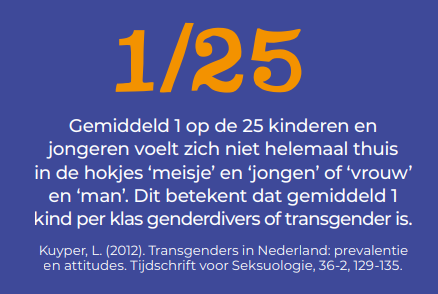 1/25
Gemiddeld 1 op de 25 kinderen en
jongeren voelt zich niet helemaal thuis
in de hokjes ‘meisje’ en ‘jongen’ of ‘vrouw’
en ‘man’. Dit betekent dat gemiddeld 1
kind per klas genderdivers of transgender is.
Kuyper, L. (2012). Transgenders in Nederland: prevalentie
en attitudes. Tijdschrift voor Seksuologie, 36-2, 129-135.